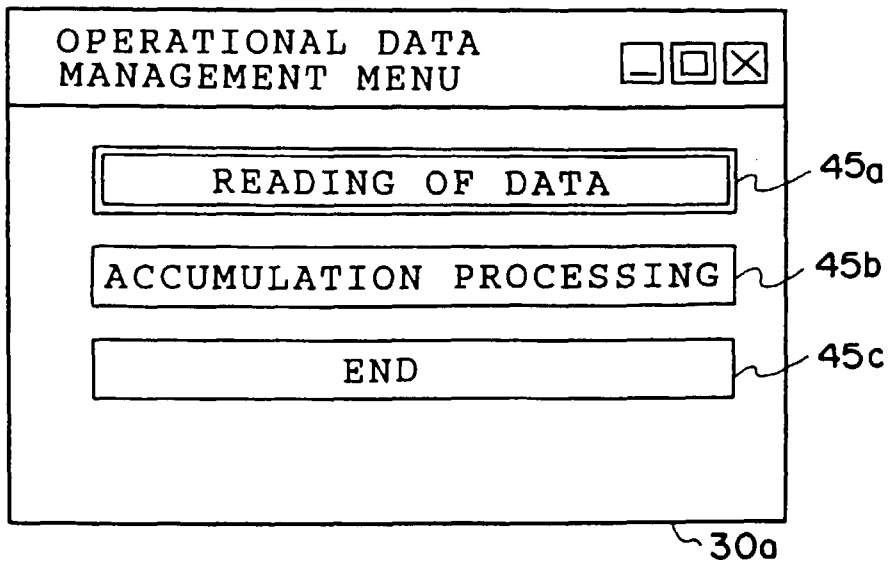 OPERATIONAL DATA
MANAGEMENT MENU
READING OF DATA
45a
ACCUMULATION PROCESSING
45b
END
45c
30a